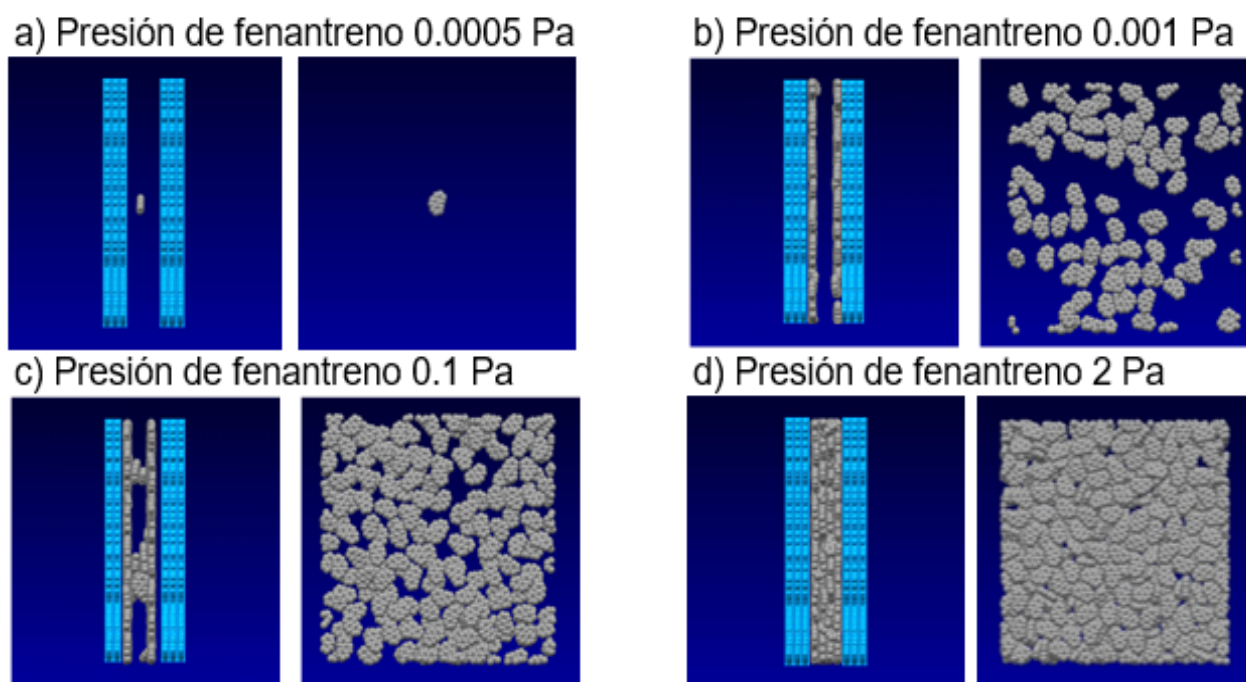 a) Presión de fenantreno 0.0005 Pa
b) Presión de fenantreno 0.001 Pa
c) Presión de fenantreno 0.1 Pa
d) Presión de fenantreno 2 Pa